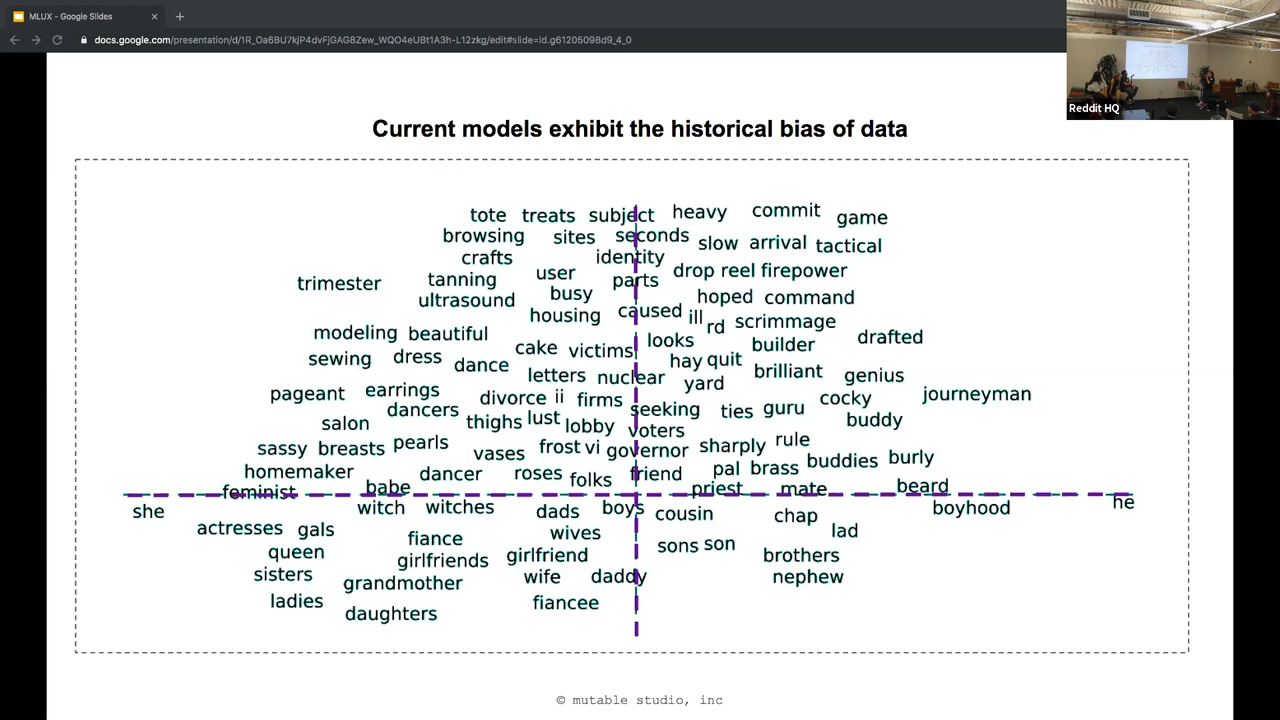 MLUX - Google Slides
docs.google.com/presentation/d/1R_Oa6BU7kjP4dvFjGAG8Zew_WQO4eUBt1A3h-L12zkg/edit#slide=id.g61205098d9_4_0
Reddit HQ
Current models exhibit the historical bias of data
tote treats subject heavy commit game
browsing sites seconds slow arrival tactical
crafts identity
trimester tanning user parts drop reel firepower
ultrasound busy hoped command
housing caused ill rd scrimmage
modeling beautiful looks builder drafted
sewing dress dance cake victims hay quit
letters nuclear yard brilliant genius
pageant earrings divorce ii firms cocky journeyman
dancers thighs lust seeking ties guru
salon lobby voters buddy
sassy breasts pearls vases frost vi governor sharply rule
homemaker dancer roses folks friend pal brass buddies burly
feminist babe priest mate beard
she witch witches dads boys cousin chap boyhood he
actresses gals fiance wives lad
queen girlfriends girlfriend sons son brothers
sisters grandmother wife daddy nephew
ladies daughters fiancee
© mutable studio, inc